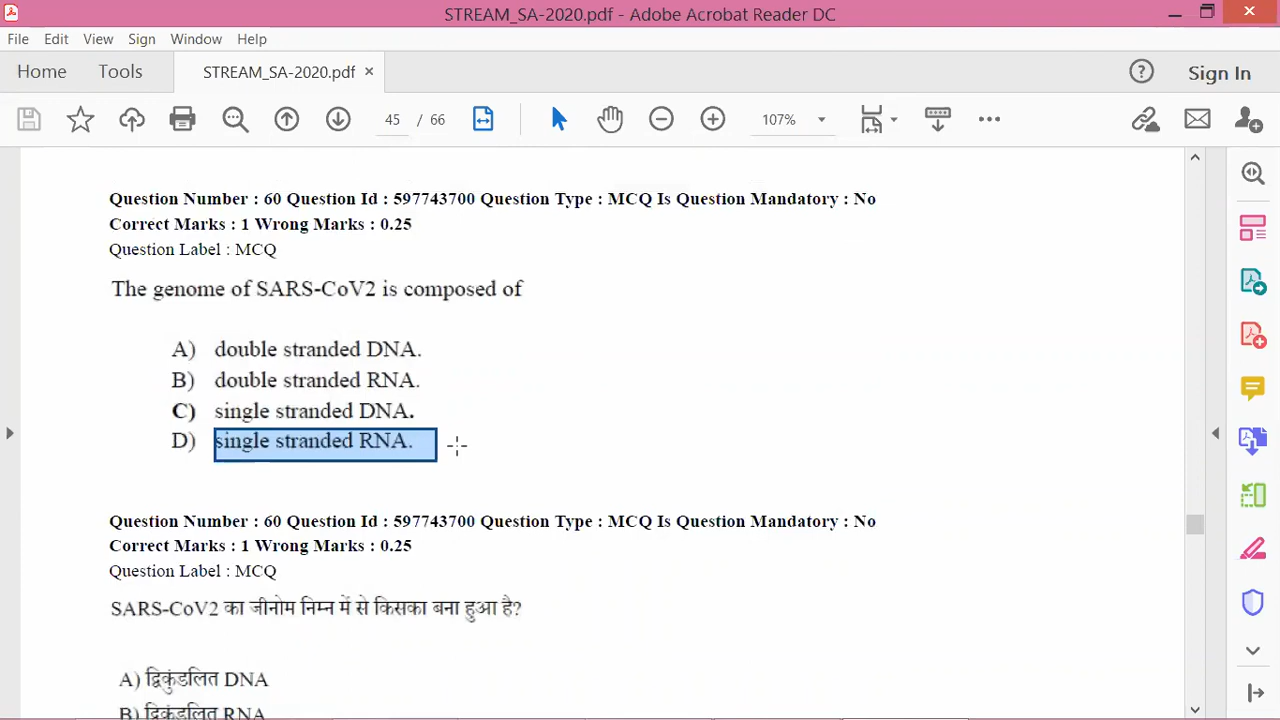 STREAM_SA-2020.pdf - Adobe Acrobat Reader DC
File Edit View Sign Window Help
Home Tools STREAM_SA-2020.pdf × Sign In
45 / 66 107%
Question Number : 60 Question Id : 597743700 Question Type : MCQ Is Question Mandatory : No
Correct Marks : 1 Wrong Marks : 0.25
Question Label : MCQ
The genome of SARS-CoV2 is composed of
A) double stranded DNA.
B) double stranded RNA.
C) single stranded DNA.
D) single stranded RNA.
Question Number : 60 Question Id : 597743700 Question Type : MCQ Is Question Mandatory : No
Correct Marks : 1 Wrong Marks : 0.25
Question Label : MCQ
SARS-CoV2 का जीनोम निम्न में से किसका बना हुआ है?
A) द्विकुंडलित DNA
B) द्विकुंडलित RNA